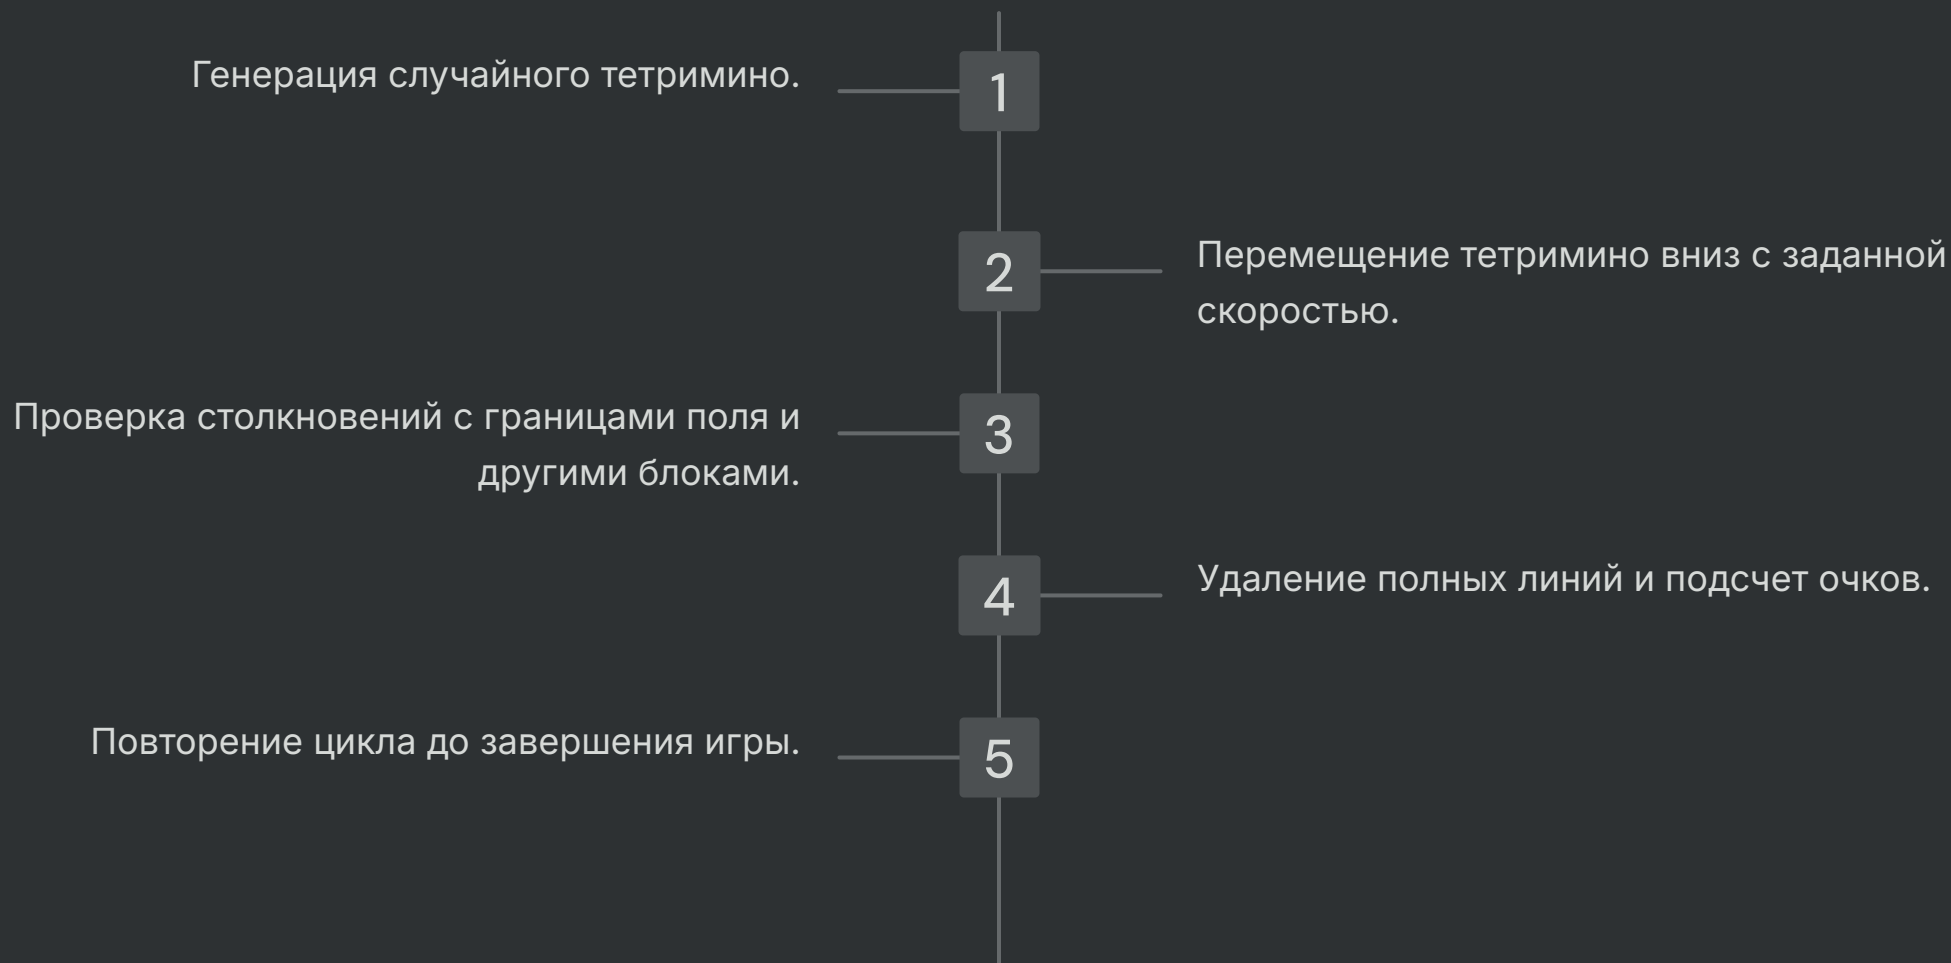 Генерация случайного тетримино.
1
2
Перемещение тетримино вниз с заданной
скоростью.
Проверка столкновений с границами поля и
другими блоками.
3
4
Удаление полных линий и подсчет очков.
Повторение цикла до завершения игры.
5